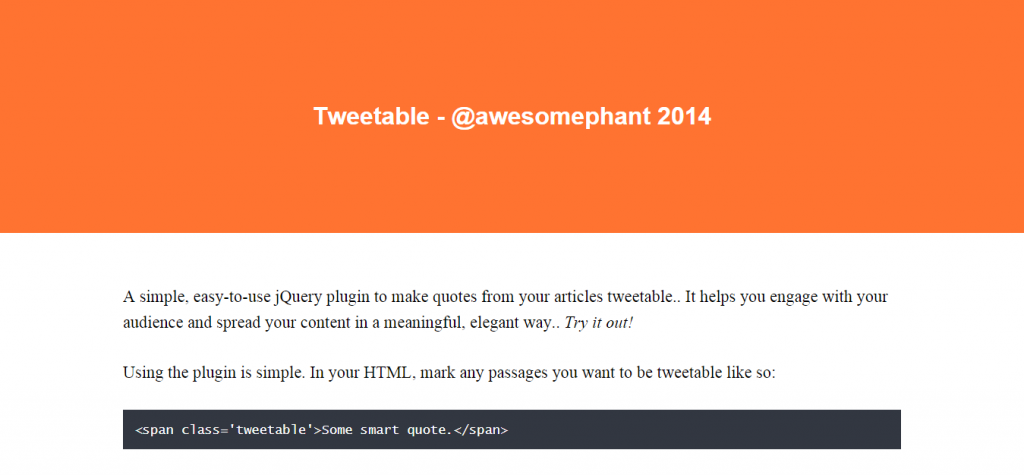 Tweetable - @awesomephant 2014
A simple, easy-to-use jQuery plugin to make quotes from your articles tweetable.. It helps you engage with your
audience and spread your content in a meaningful, elegant way.. Try it out!
Using the plugin is simple. In your HTML, mark any passages you want to be tweetable like so:
<span class='tweetable'>Some smart quote.</span>